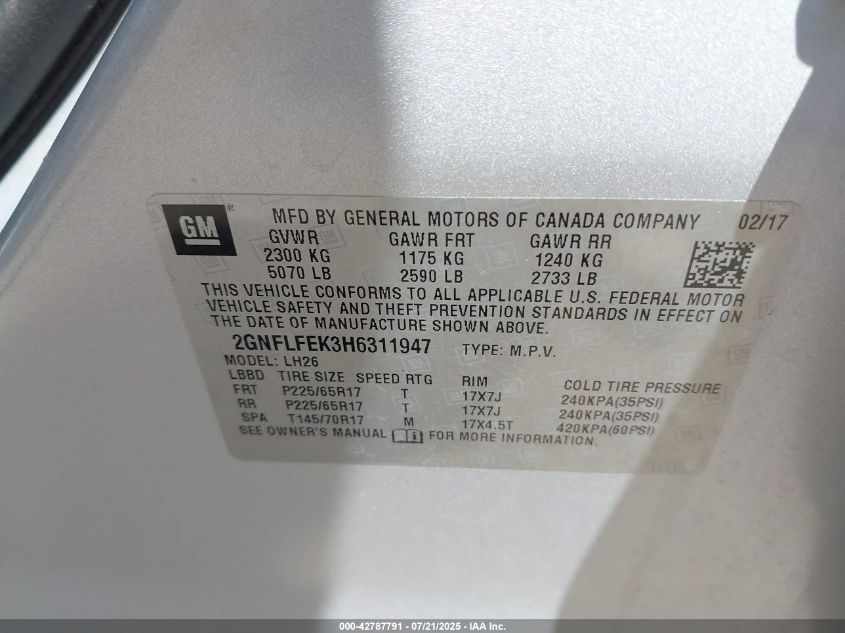 GM ® MFD BY GENERAL MOTORS OF CANADA COMPANY 02/17
GVWR GAWR FRT GAWR RR
2300 KG 1175 KG 1240 KG
5070 LB 2590 LB 2733 LB
THIS VEHICLE CONFORMS TO ALL APPLICABLE U.S. FEDERAL MOTOR
VEHICLE SAFETY AND THEFT PREVENTION STANDARDS IN EFFECT ON
THE DATE OF MANUFACTURE SHOWN ABOVE.
2GNFLFEK3H6311947 TYPE: M.P.V.
MODEL: LH26
LBBD TIRE SIZE SPEED RTG RIM COLD TIRE PRESSURE
FRT P225/65R17 T 17X7J 240KPA(35PSI)
RR P225/65R17 T 17X7J 240KPA(35PSI)
SPA T145/70R17 M 17X4.5T 420KPA(60PSI)
SEE OWNER'S MANUAL FOR MORE INFORMATION.
000-42787791 - 07/21/2025 - IAA Inc.